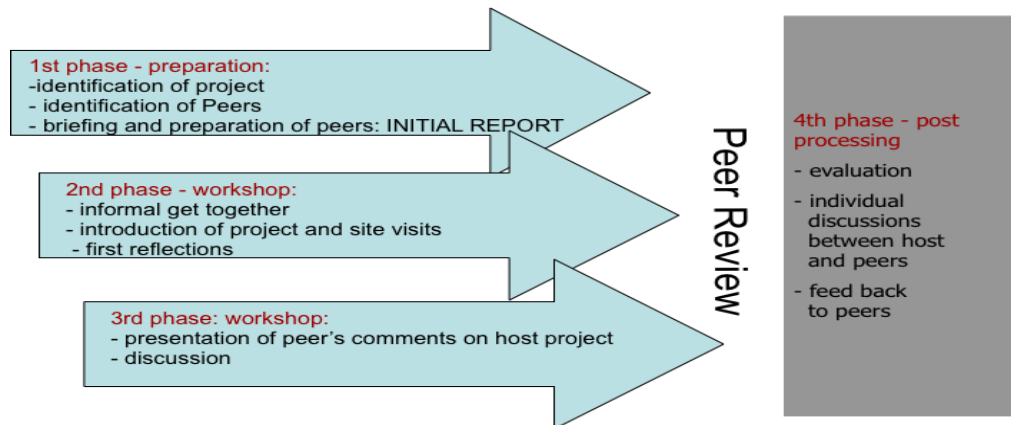 1st phase - preparation:
-identification of project
- identification of Peers
- briefing and preparation of peers: INITIAL REPORT
2nd phase - workshop:
- informal get together
- introduction of project and site visits
- first reflections
3rd phase: workshop:
- presentation of peer’s comments on host project
- discussion
Peer Review
4th phase - post
processing
- evaluation
- individual
discussions
between host
and peers
- feed back
to peers